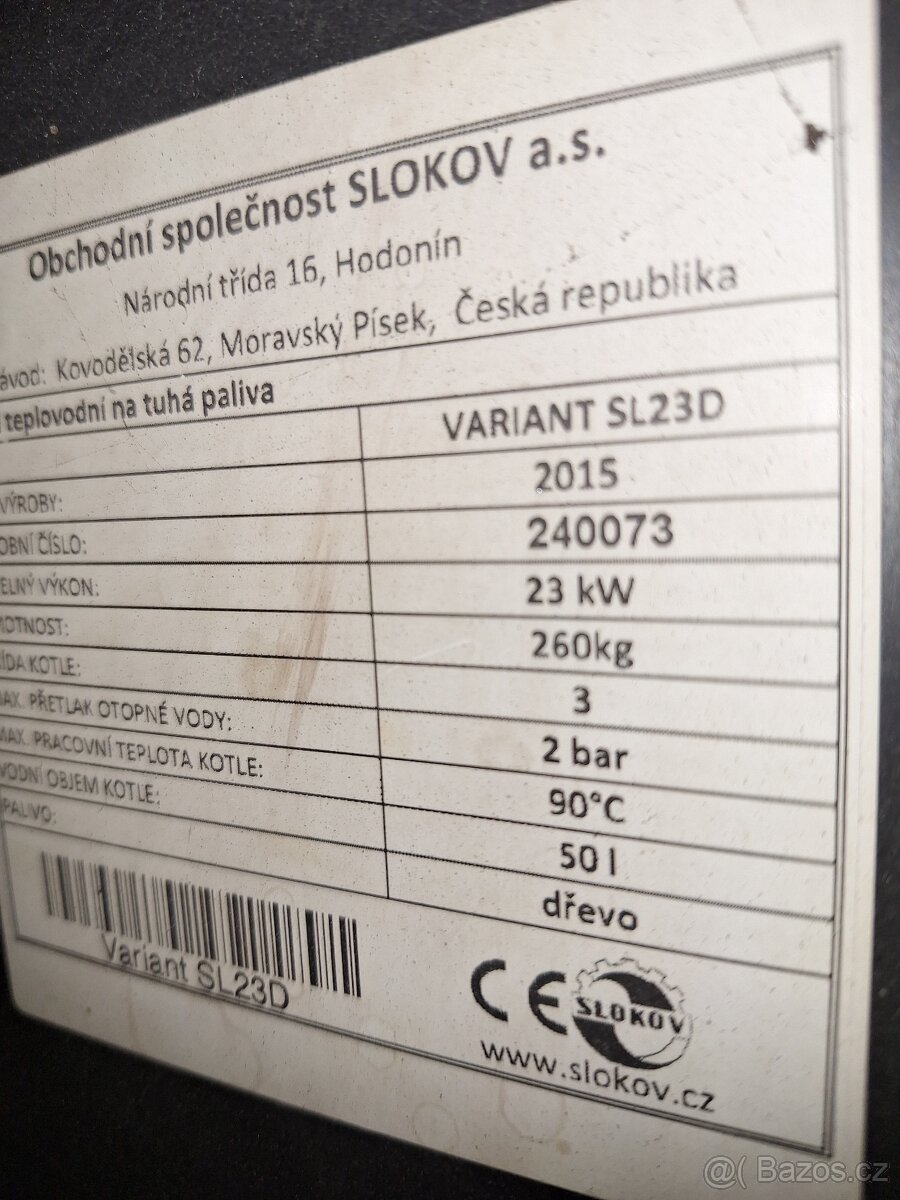 Obchodní společnost SLOKOV a.s.
Národní třída 16, Hodonín
ávod: Kovodělská 62, Moravský Písek, Česká republika
teplovodní na tuhá paliva
VARIANT SL23D
VÝROBY: 2015
OBNÍ ČÍSLO: 240073
ELNÝ VÝKON: 23 kW
MOTNOST: 260kg
ÍDA KOTLE: 3
AX. PŘETLAK OTOPNÉ VODY: 2 bar
MAX. PRACOVNÍ TEPLOTA KOTLE: 90°C
VODNÍ OBJEM KOTLE: 50 l
PALIVO: dřevo
Variant SL23D
CE SLOKOV
www.slokov.cz
@( Bazos.cz